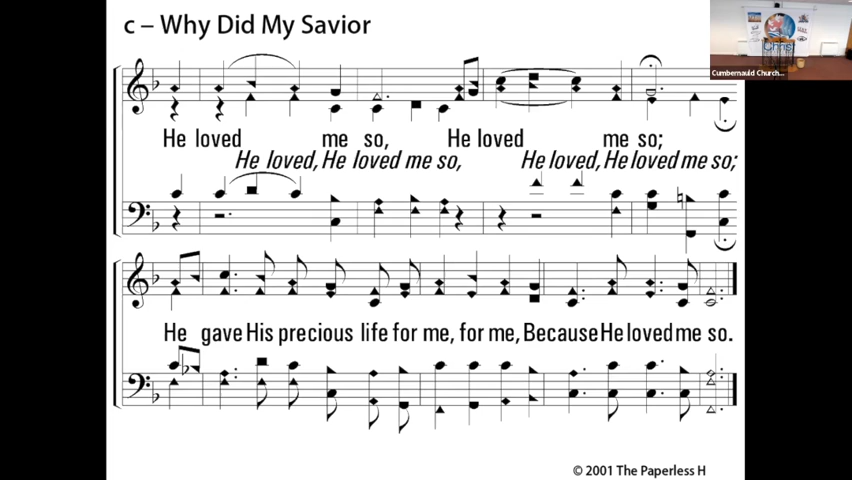 c – Why Did My Savior
He loved me so, He loved me so;
He loved, He loved me so, He loved, He loved me so;
He gave His precious life for me, for me, Because He loved me so.
© 2001 The Paperless H
Christ
Cumbernauld Church...